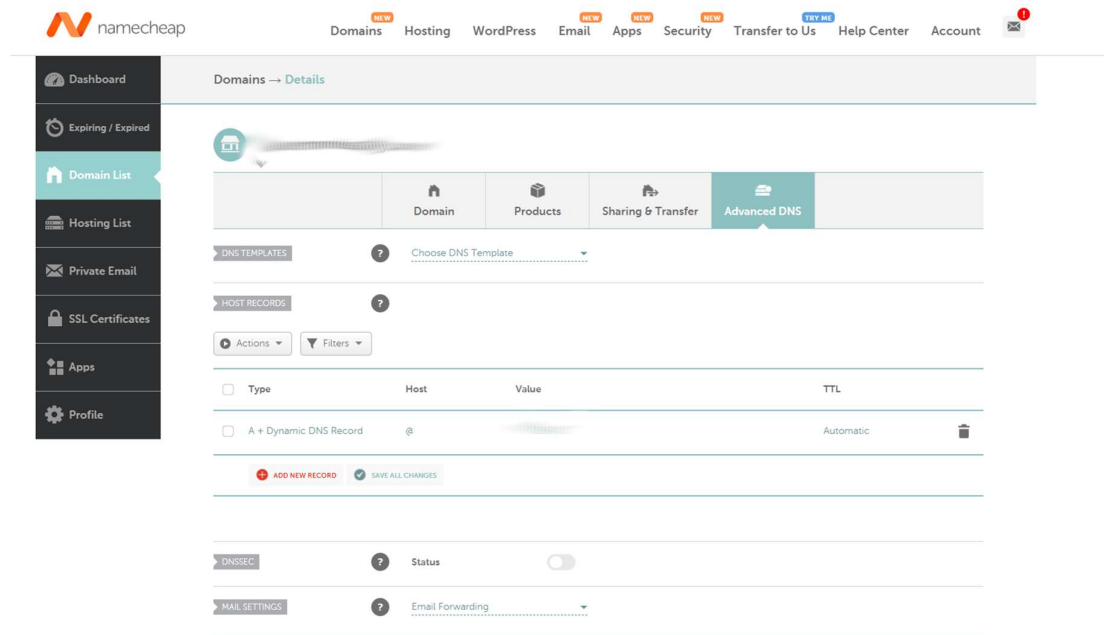 namecheap
NEW NEW NEW NEW TRY ME
Domains Hosting WordPress Email Apps Security Transfer to Us Help Center Account
!
Dashboard
Expiring / Expired
Domain List
Hosting List
Private Email
SSL Certificates
Apps
Profile
Domains → Details
Domain Products Sharing & Transfer Advanced DNS
DNS TEMPLATES ? Choose DNS Template
HOST RECORDS ?
Actions Filters
Type Host Value TTL
A + Dynamic DNS Record @ Automatic
ADD NEW RECORD SAVE ALL CHANGES
DNSSEC ? Status
MAIL SETTINGS ? Email Forwarding